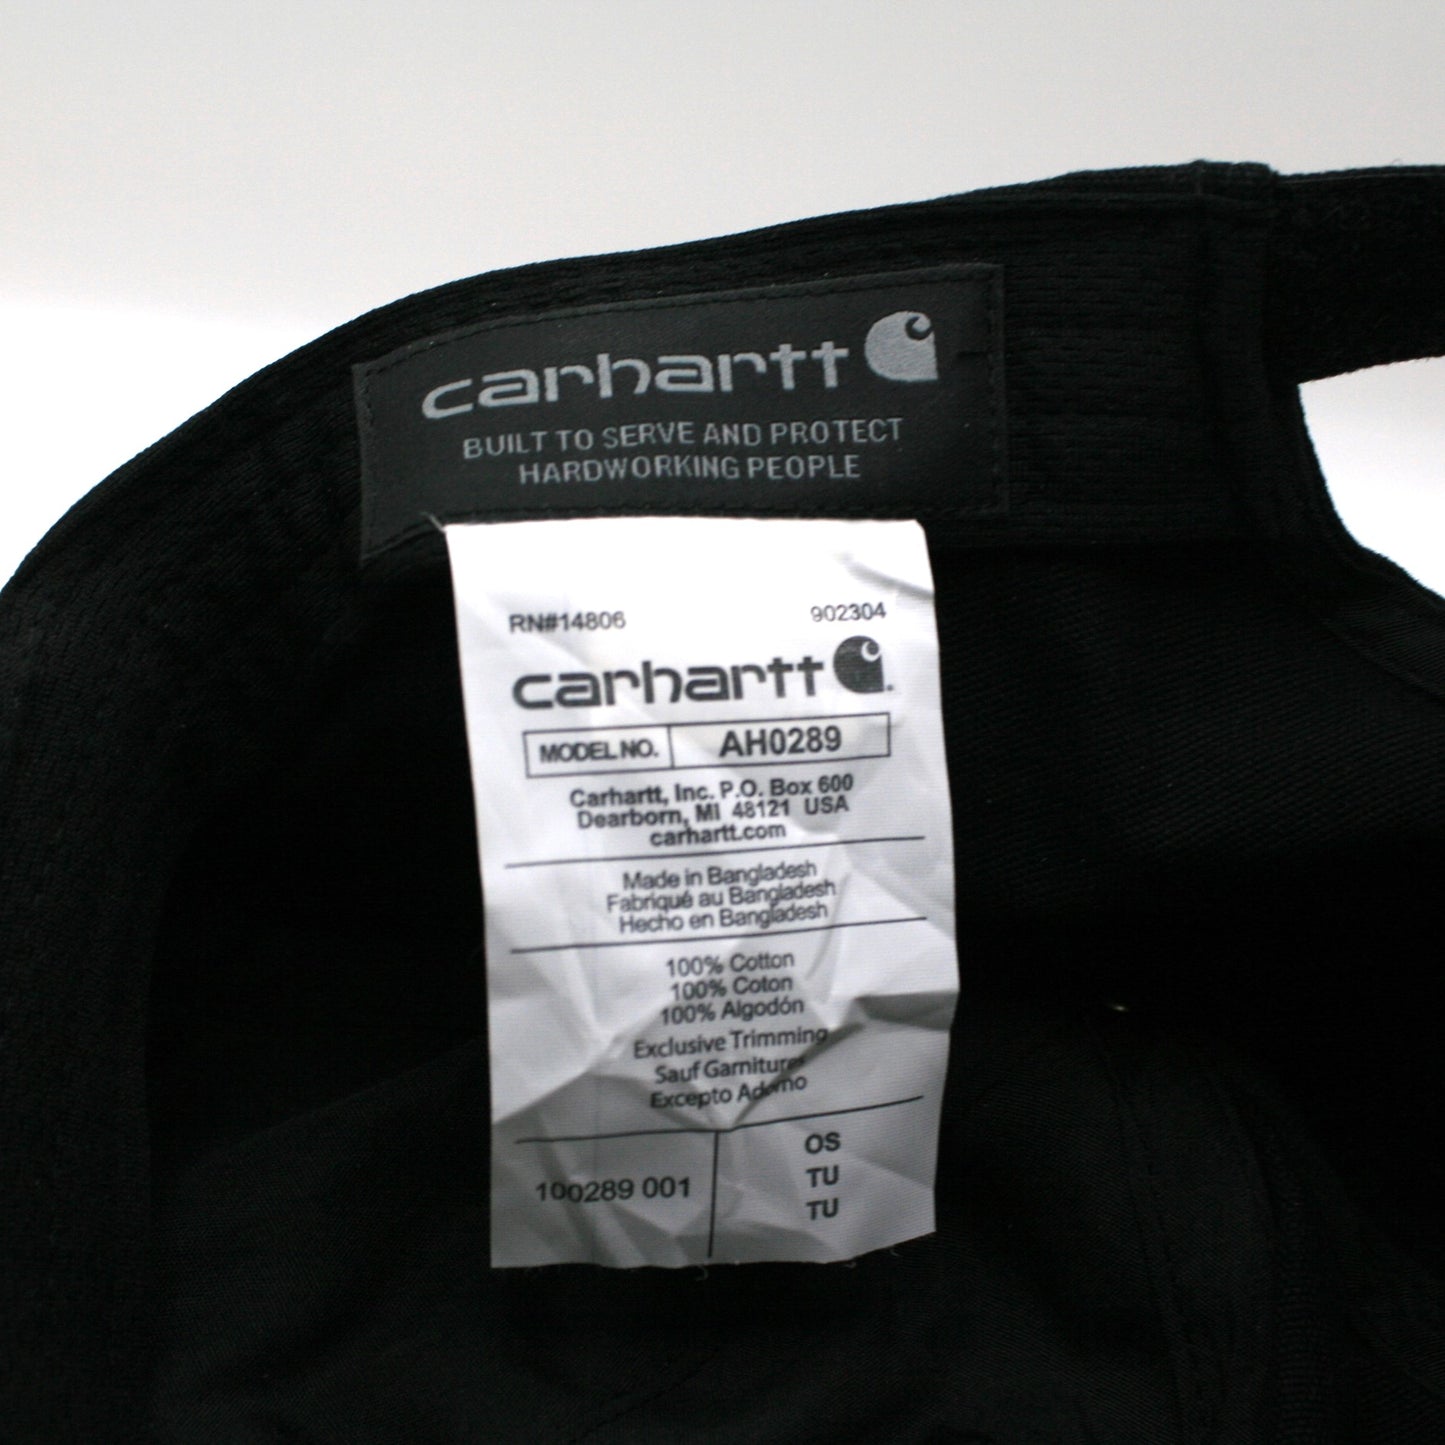 carhartt
BUILT TO SERVE AND PROTECT
HARDWORKING PEOPLE
RN#14806 902304
carhartt
MODEL NO. AH0289
Carhartt, Inc. P.O. Box 600
Dearborn, MI 48121 USA
carhartt.com
Made in Bangladesh
Fabriqué au Bangladesh
Hecho en Bangladesh
100% Cotton
100% Coton
100% Algodón
Exclusive Trimming
Sauf Garnitures
Excepto Adorno
100289 001
OS
TU
TU